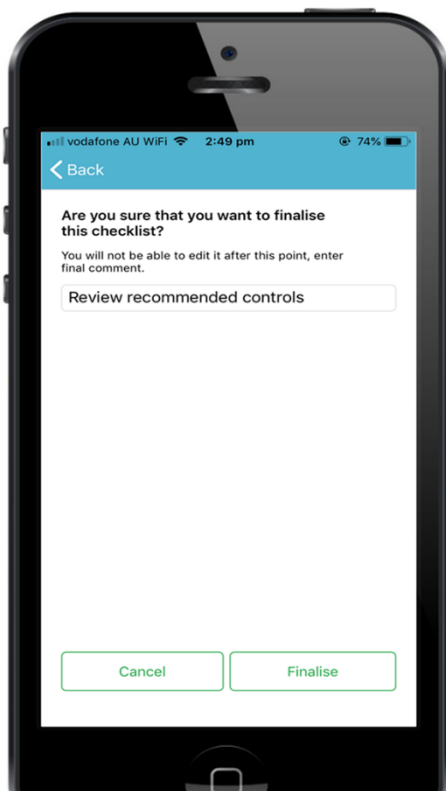 vodafone AU WiFi 2:49 pm 74%
Back
Are you sure that you want to finalise
this checklist?
You will not be able to edit it after this point, enter
final comment.
Review recommended controls
Cancel
Finalise